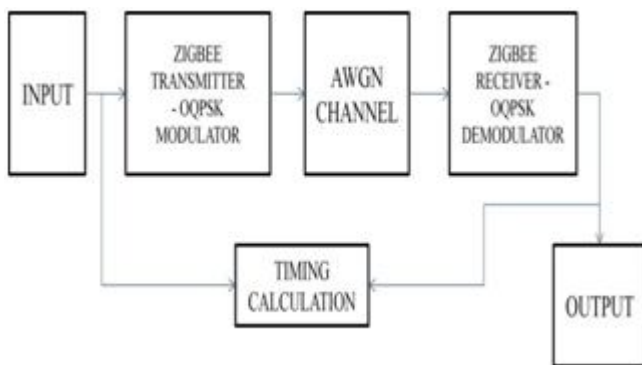 INPUT
ZIGBEE
TRANSMITTER
- OQPSK
MODULATOR
AWGN
CHANNEL
ZIGBEE
RECEIVER -
OQPSK
DEMODULATOR
TIMING
CALCULATION
OUTPUT